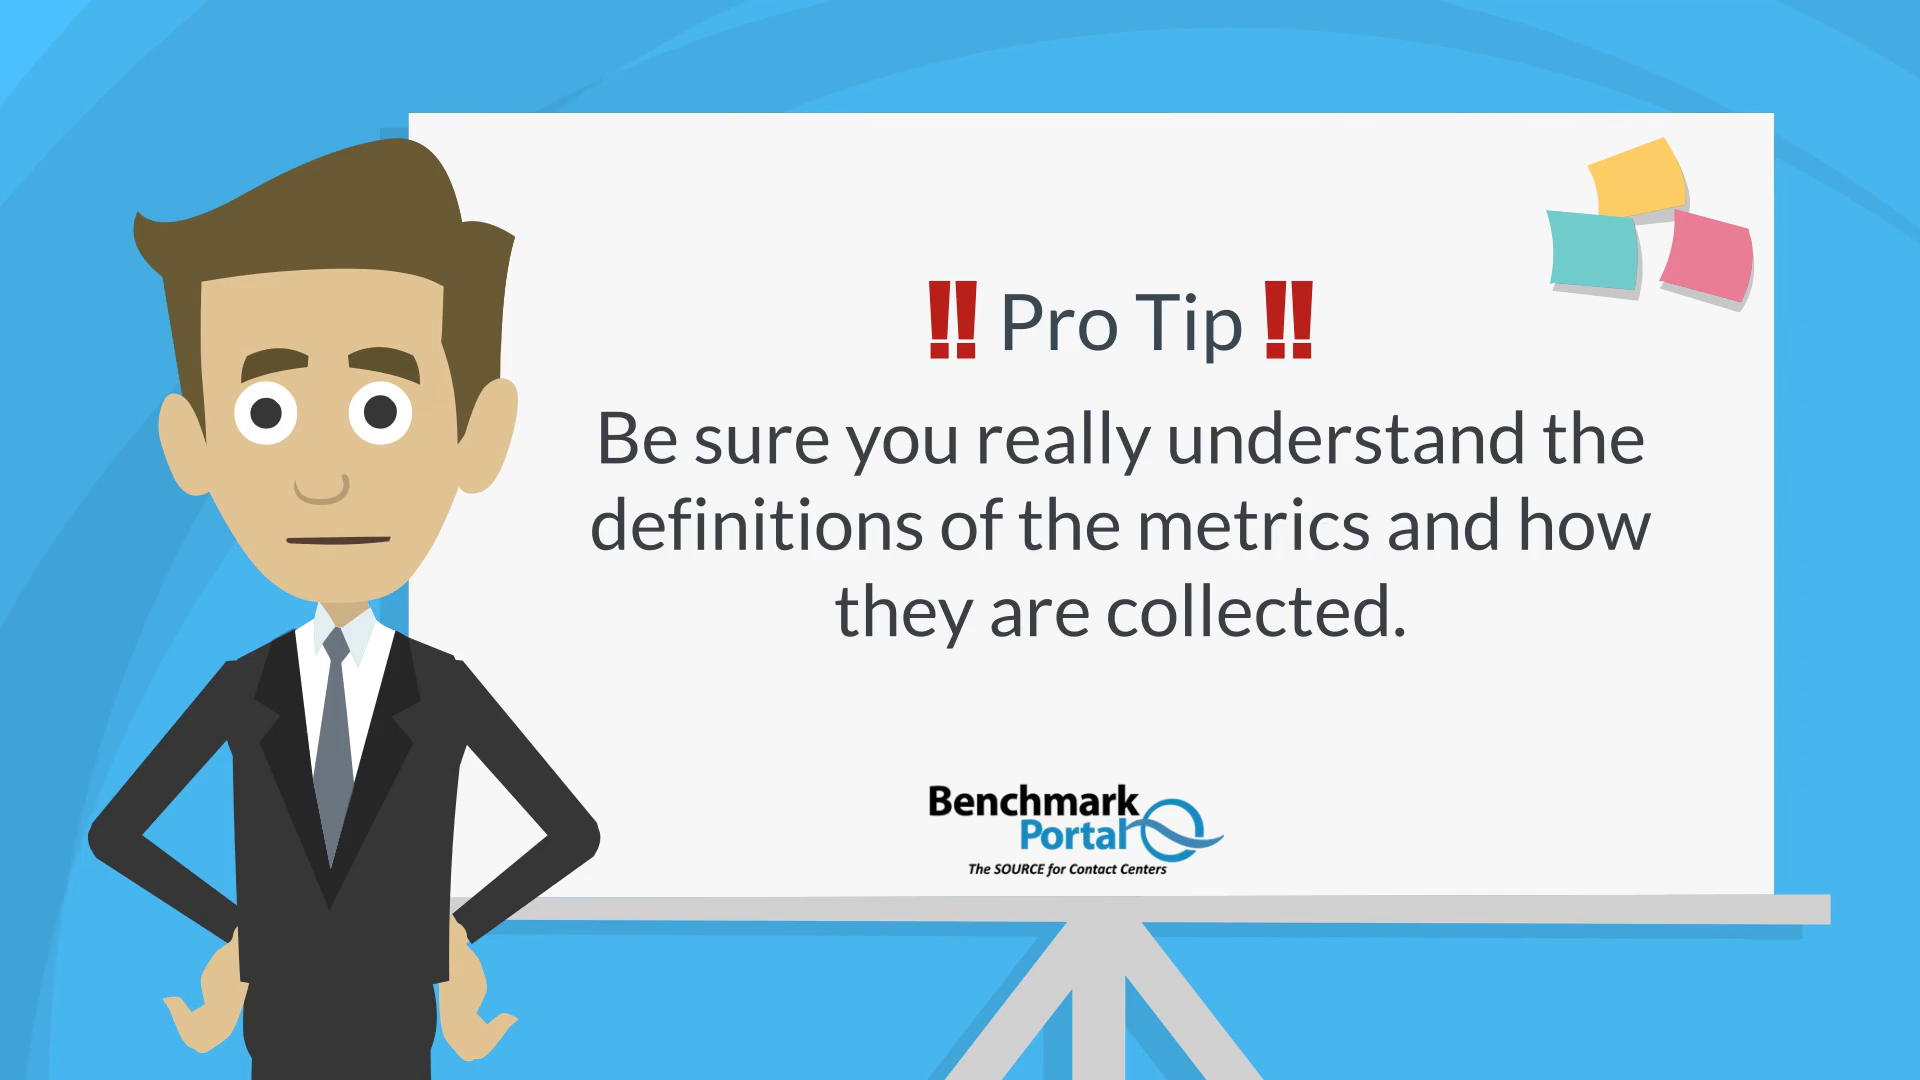 ‼ Pro Tip ‼
Be sure you really understand the
definitions of the metrics and how
they are collected.
Benchmark
Portal
The SOURCE for Contact Centers